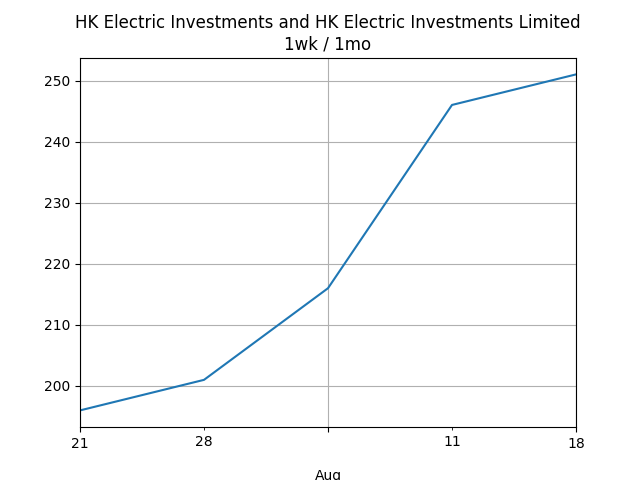 HK Electric Investments and HK Electric Investments Limited
1wk / 1mo
250
240
230
220
210
200
21 28 11 18
Aug